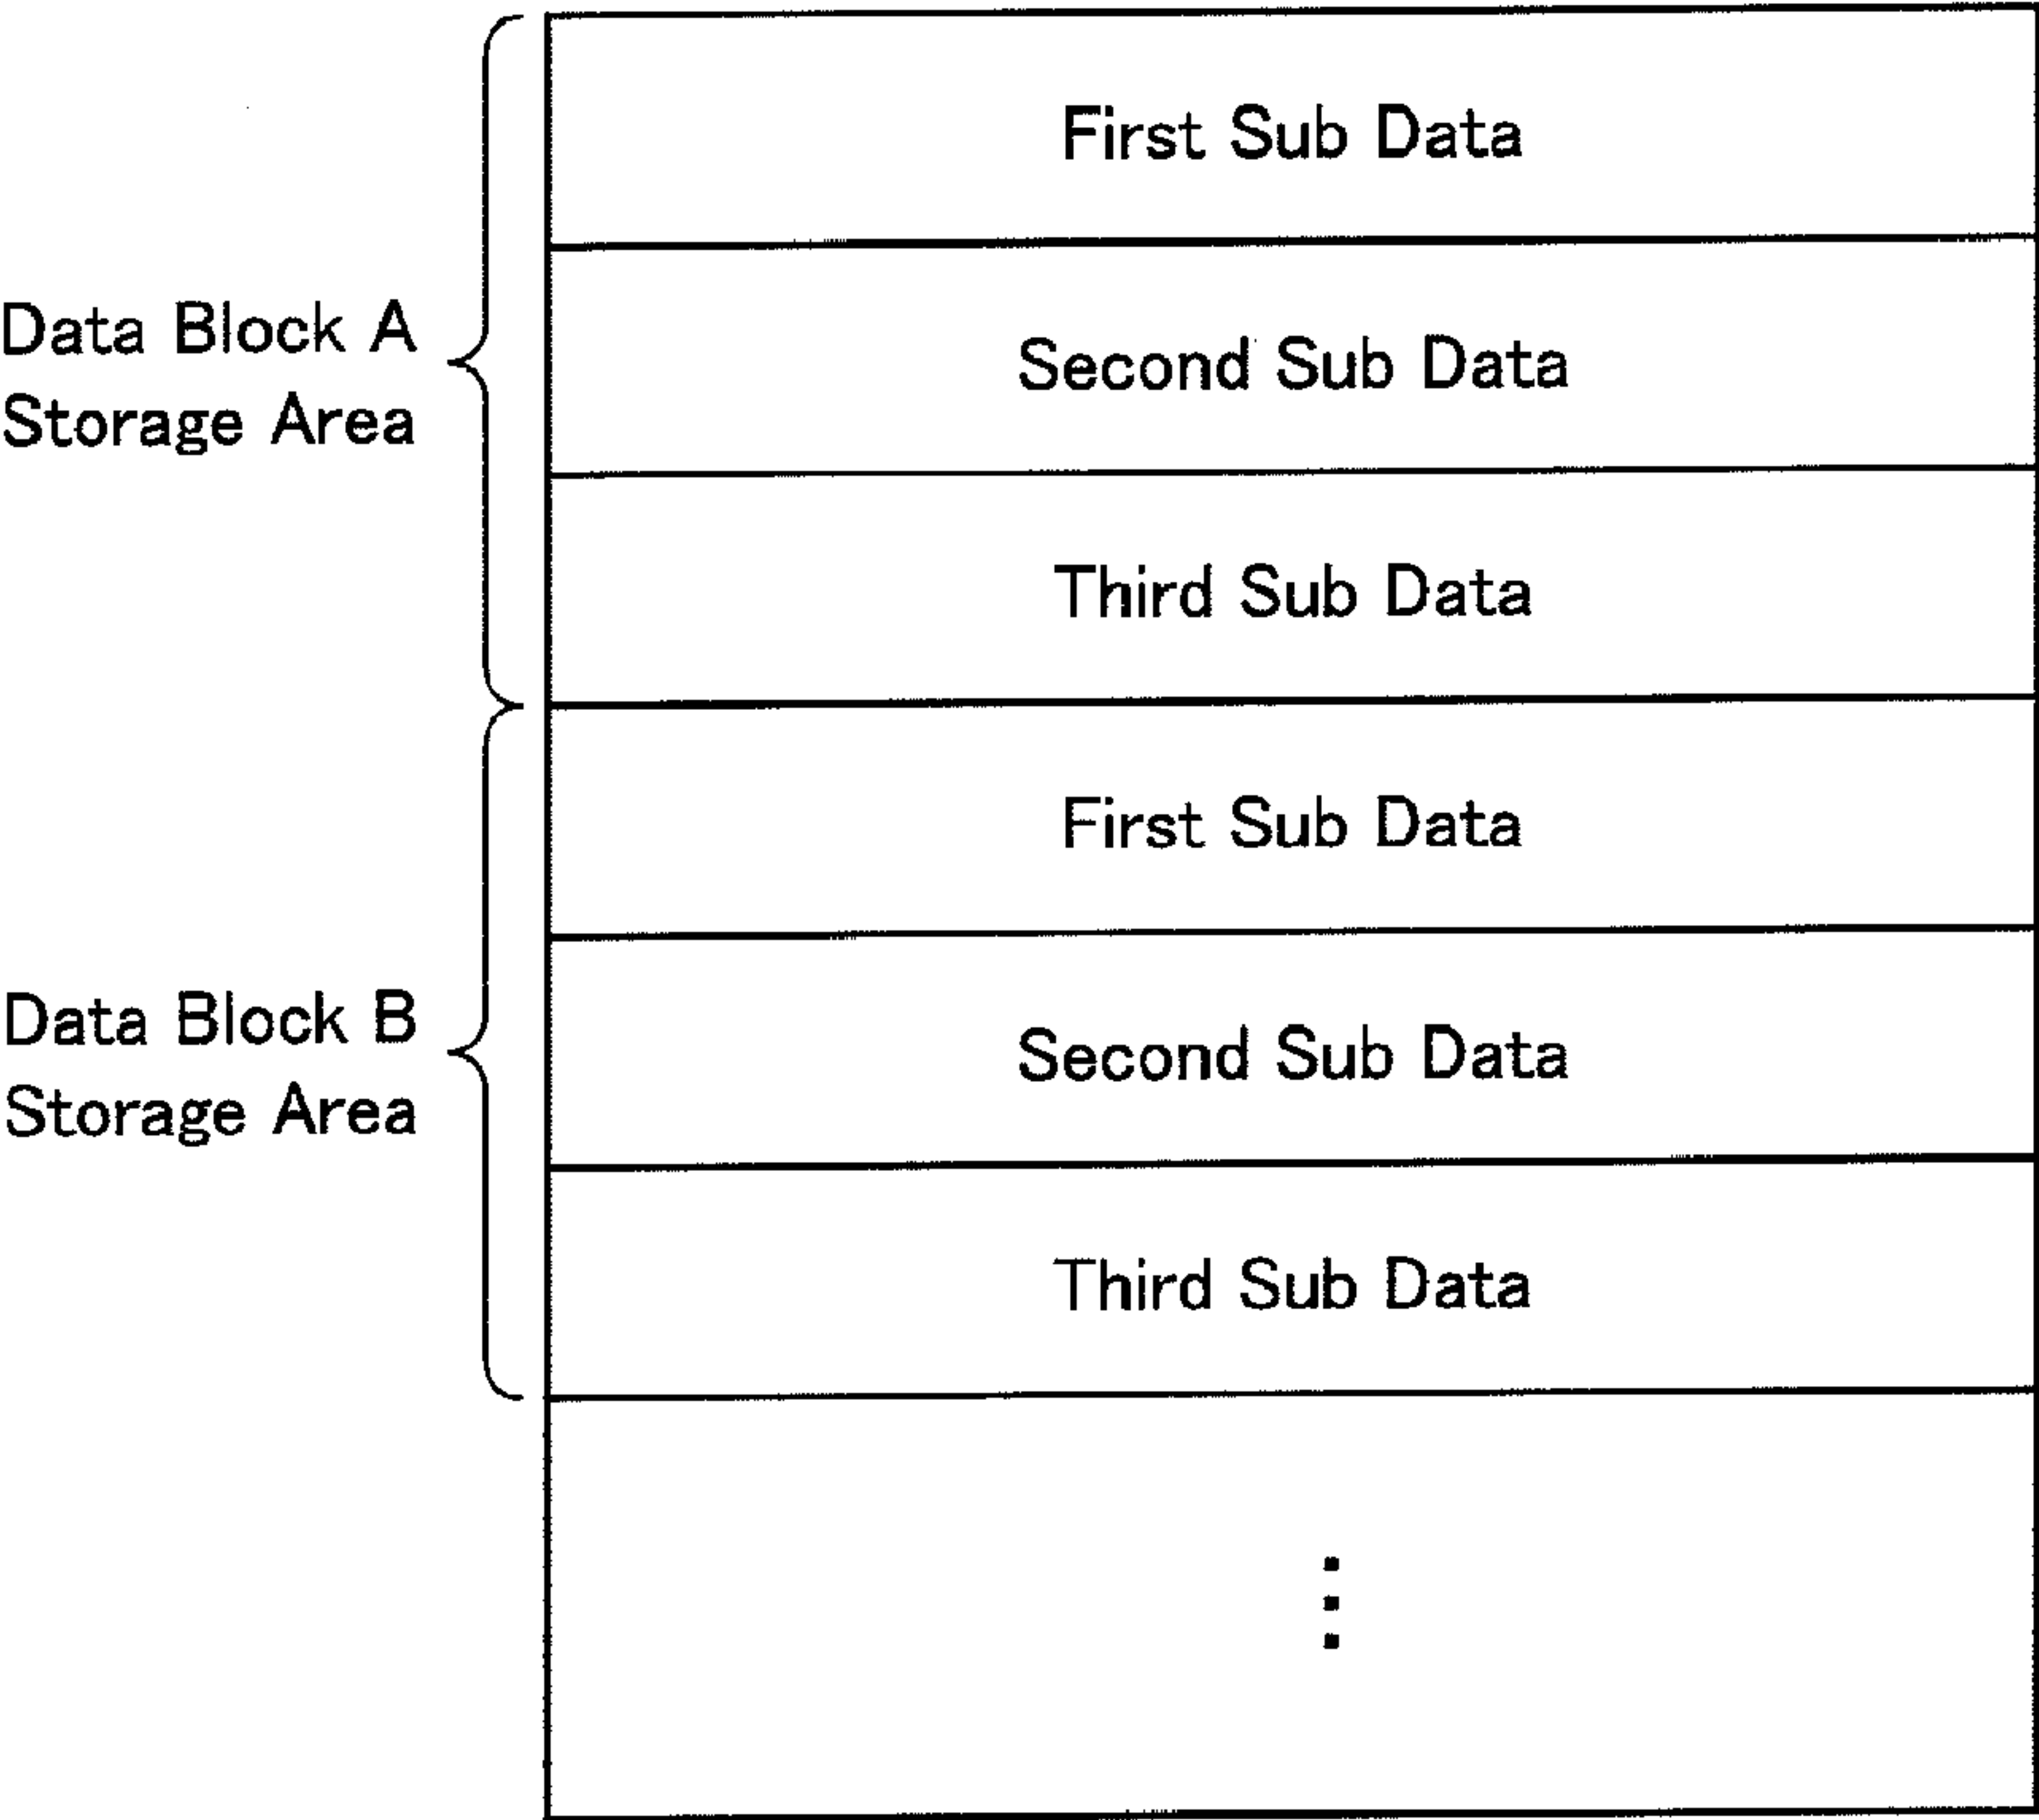 First Sub Data
Data Block A
Storage Area
Second Sub Data
Third Sub Data
First Sub Data
Data Block B
Storage Area
Second Sub Data
Third Sub Data